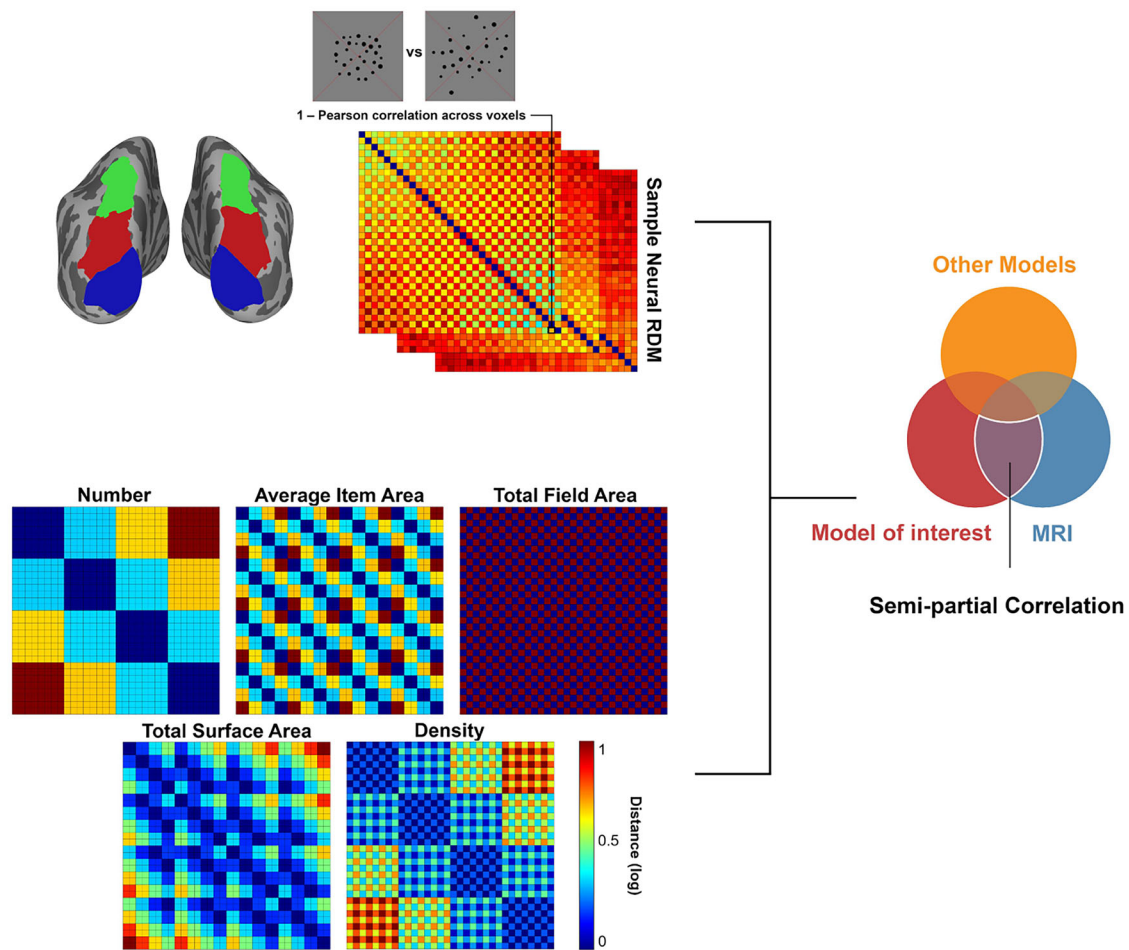 vs
1 – Pearson correlation across voxels
Sample Neural RDM
Other Models
Model of interest
MRI
Semi-partial Correlation
Number
Average Item Area
Total Field Area
Total Surface Area
Density
1
0.5
0
Distance (log)